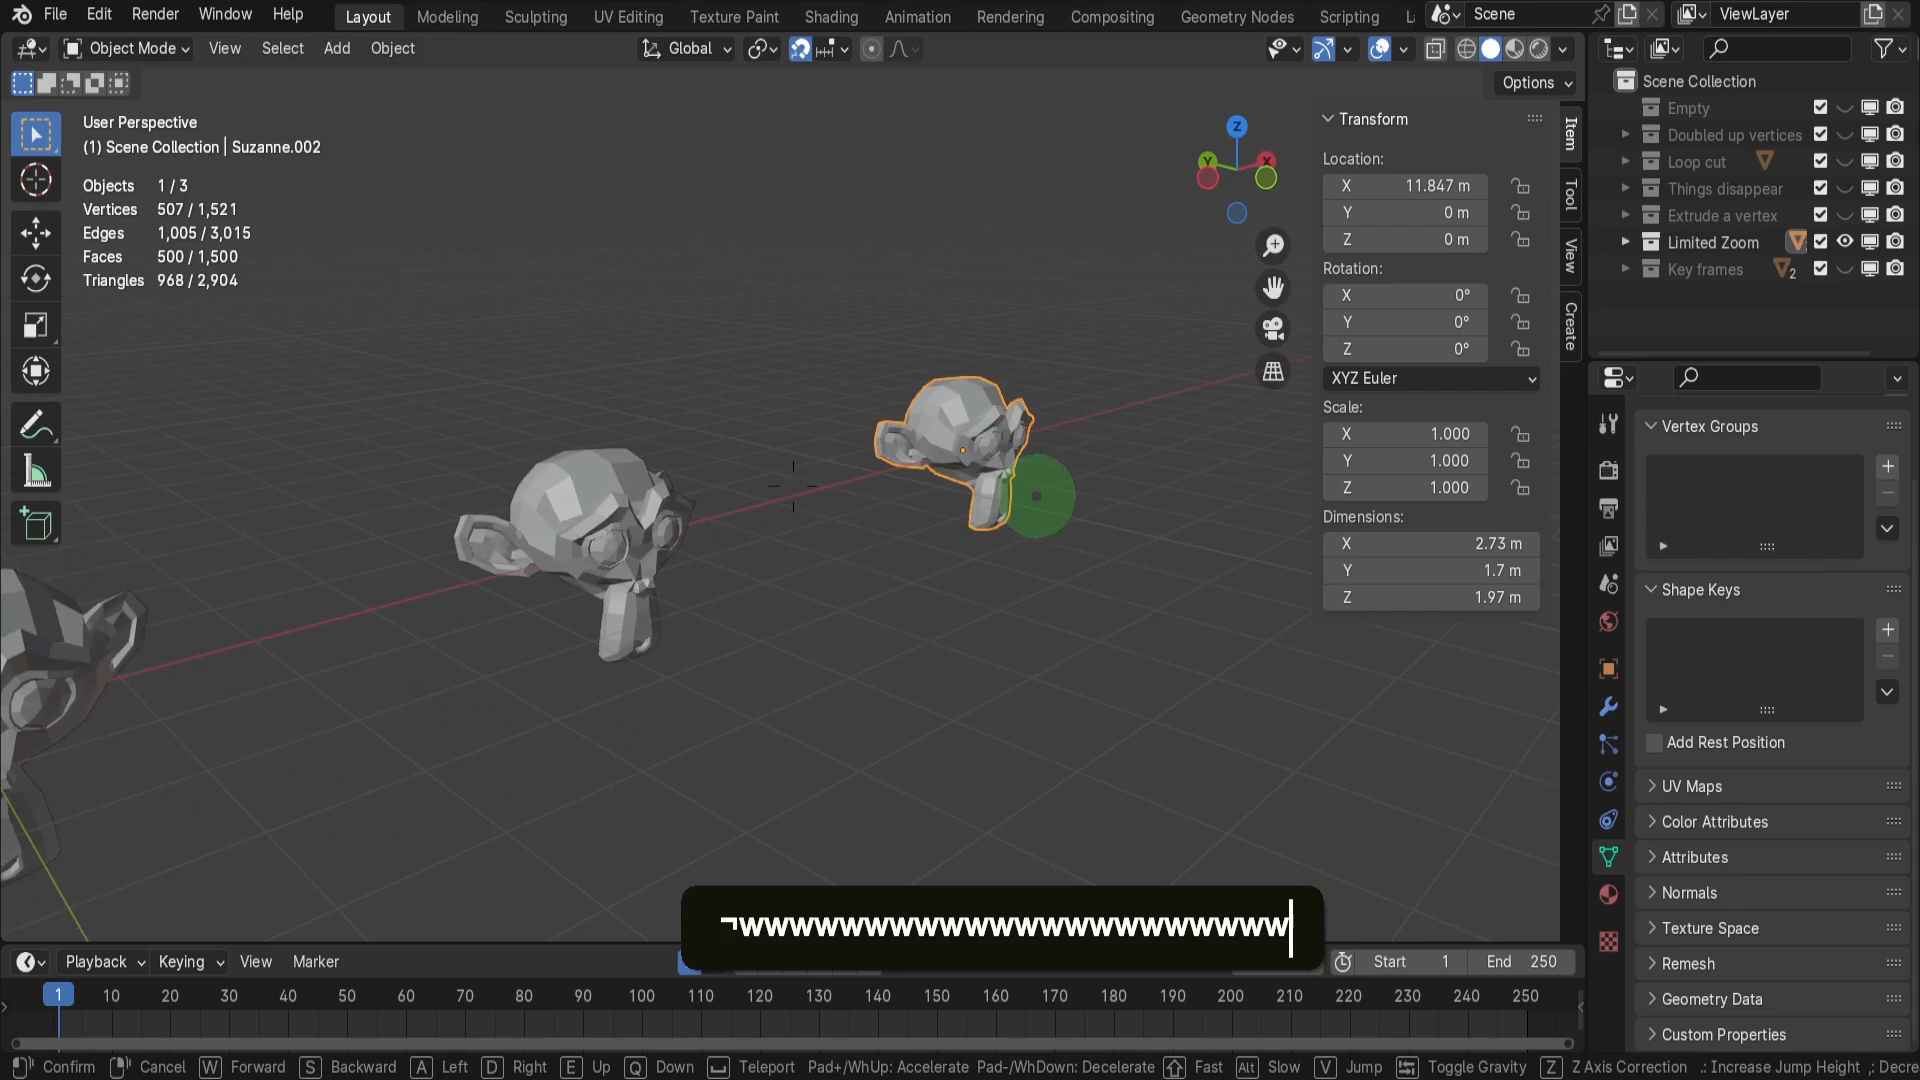 File Edit Render Window Help Layout Modeling Sculpting UV Editing Texture Paint Shading Animation Rendering Compositing Geometry Nodes Scripting Scene ViewLayer
Object Mode View Select Add Object Global
Options
User Perspective
(1) Scene Collection | Suzanne.002
Objects 1 / 3
Vertices 507 / 1,521
Edges 1,005 / 3,015
Faces 500 / 1,500
Triangles 968 / 2,904
Z
Y
X
Transform
Location:
X 11.847 m
Y 0 m
Z 0 m
Rotation:
X 0°
Y 0°
Z 0°
XYZ Euler
Scale:
X 1.000
Y 1.000
Z 1.000
Dimensions:
X 2.73 m
Y 1.7 m
Z 1.97 m
Item
Tool
View
Create
Scene Collection
Empty
Doubled up vertices
Loop cut
Things disappear
Extrude a vertex
Limited Zoom
Key frames 2
Vertex Groups
Shape Keys
Add Rest Position
UV Maps
Color Attributes
Attributes
Normals
Texture Space
Remesh
Geometry Data
Custom Properties
¬wwwwwwwwwwwwwwwwwwwwwww
Playback Keying View Marker Start 1 End 250
1 10 20 30 40 50 60 70 80 90 100 110 120 130 140 150 160 170 180 190 200 210 220 230 240 250
Confirm Cancel W Forward S Backward A Left D Right E Up Q Down Teleport Pad+/WhUp: Accelerate Pad-/WhDown: Decelerate Fast Alt Slow V Jump Toggle Gravity Z Z Axis Correction .: Increase Jump Height ,: Decre